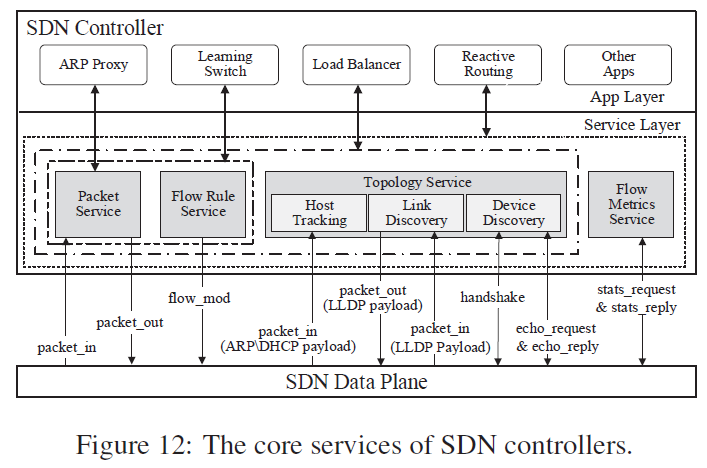 SDN Controller
ARP Proxy
Learning
Switch
Load Balancer
Reactive
Routing
Other
Apps
App Layer
Service Layer
Packet
Service
Flow Rule
Service
Topology Service
Host
Tracking
Link
Discovery
Device
Discovery
Flow
Metrics
Service
packet_in
packet_out
flow_mod
packet_in
(ARP\DHCP payload)
packet_out
(LLDP payload)
packet_in
(LLDP Payload)
handshake
echo_request
& echo_reply
stats_request
& stats_reply
SDN Data Plane
Figure 12: The core services of SDN controllers.